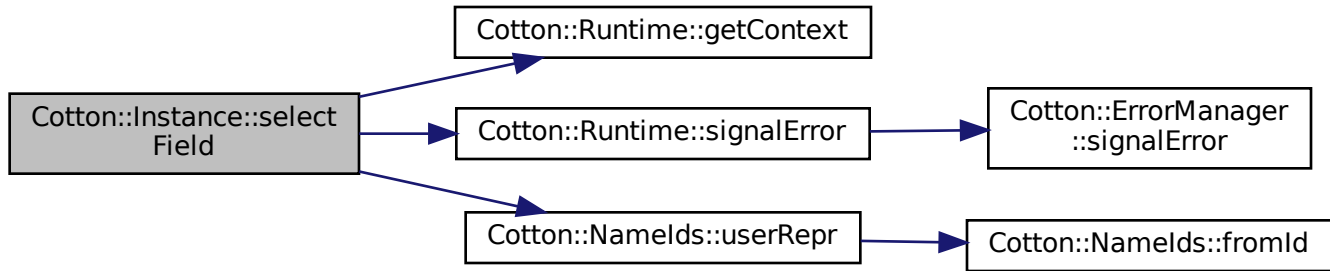 Cotton::Instance::select
Field
Cotton::Runtime::getContext
Cotton::Runtime::signalError
Cotton::ErrorManager
::signalError
Cotton::NameIds::userRepr
Cotton::NameIds::fromId